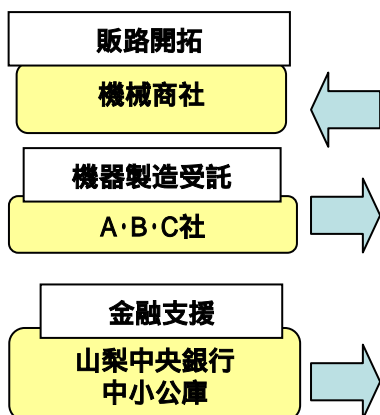 販路開拓
機械商社
機器製造受託
A・B・C社
金融支援
山梨中央銀行
中小公庫